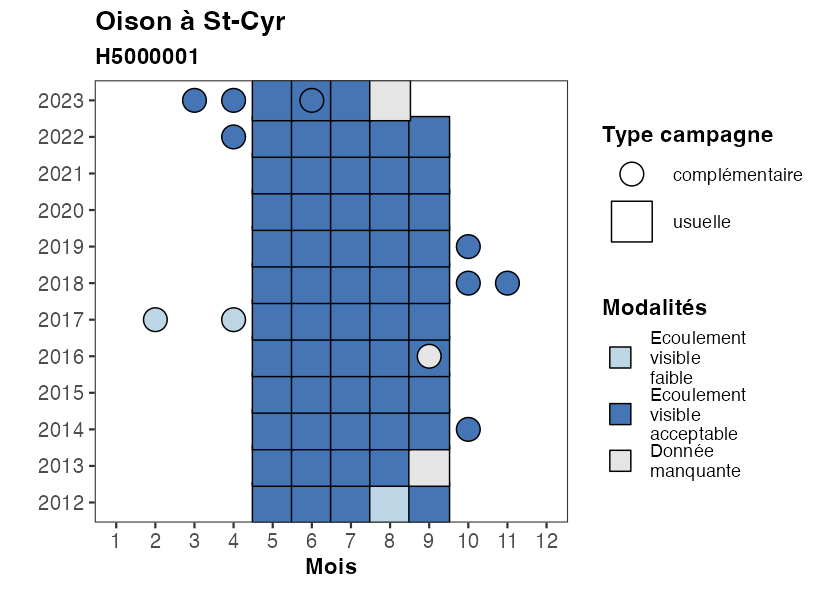 Oison à St-Cyr
H5000001
2023
2022
2021
2020
2019
2018
2017
2016
2015
2014
2013
2012
1 2 3 4 5 6 7 8 9 10 11 12
Mois
Type campagne
complémentaire
usuelle
Modalités
Ecoulement
visible
faible
Ecoulement
visible
acceptable
Donnée
manquante